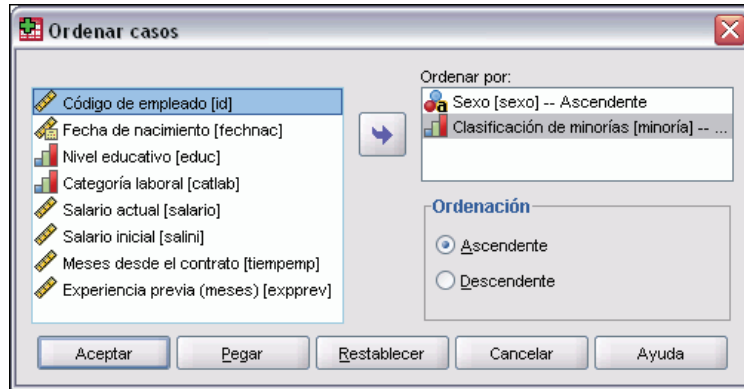 Ordenar casos
Código de empleado [id]
Fecha de nacimiento [fechnac]
Nivel educativo [educ]
Categoría laboral [catlab]
Salario actual [salario]
Salario inicial [salini]
Meses desde el contrato [tiempemp]
Experiencia previa (meses) [expprev]
Ordenar por:
Sexo [sexo] -- Ascendente
Clasificación de minorías [minoría] -- ...
Ordenación
Ascendente
Descendente
Aceptar
Pegar
Restablecer
Cancelar
Ayuda